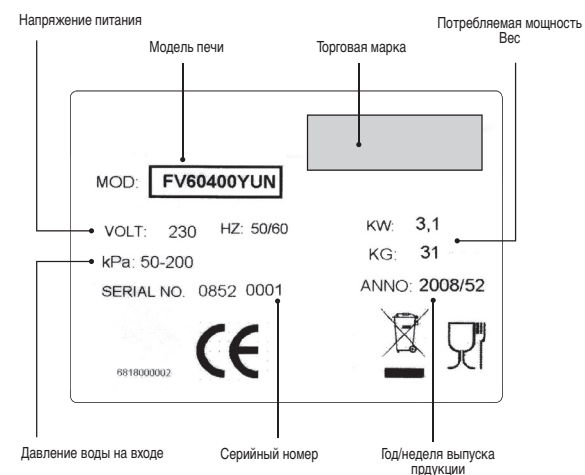 Напряжение питания
Потребляемая мощность
Вес
Модель печи
Торговая марка
MOD: FV60400YUN
VOLT: 230 HZ: 50/60
KW: 3,1
kPa: 50-200
KG: 31
SERIAL NO. 0852 0001
ANNO: 2008/52
CE
6818000002
Давление воды на входе
Серийный номер
Год/неделя выпуска
прдукции